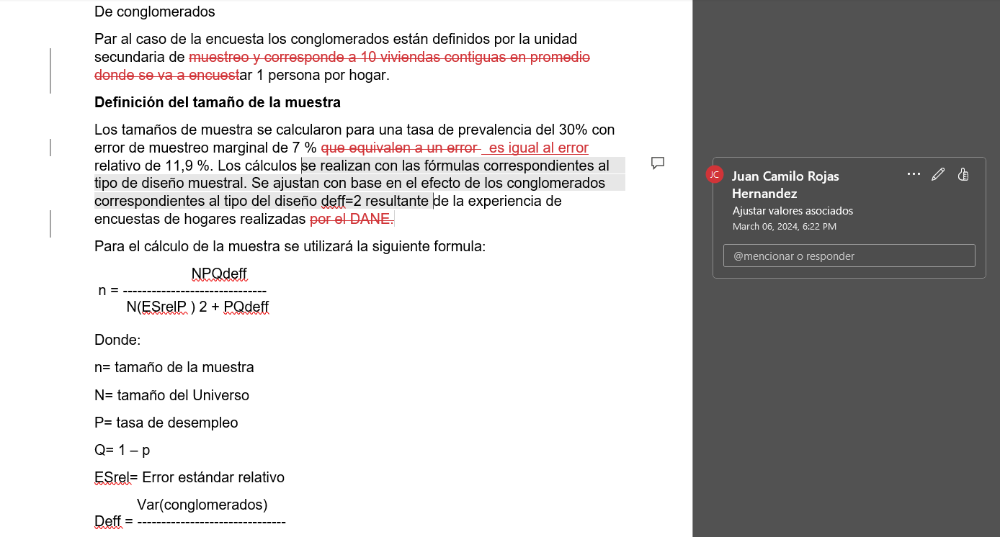 De conglomerados
Par al caso de la encuesta los conglomerados están definidos por la unidad
secundaria de muestreo y corresponde a 10 viviendas contiguas en promedio
donde se va a encuestar 1 persona por hogar.
Definición del tamaño de la muestra
Los tamaños de muestra se calcularon para una tasa de prevalencia del 30% con
error de muestreo marginal de 7 % que equivalen a un error es igual al error
relativo de 11,9 %. Los cálculos se realizan con las fórmulas correspondientes al
tipo de diseño muestral. Se ajustan con base en el efecto de los conglomerados
correspondientes al tipo del diseño deff=2 resultante de la experiencia de
encuestas de hogares realizadas por el DANE.
Para el cálculo de la muestra se utilizará la siguiente formula:
NPQdeff
n = ------------------------------
N(ESrelP ) 2 + PQdeff
Donde:
n= tamaño de la muestra
N= tamaño del Universo
P= tasa de desempleo
Q= 1 – p
ESrel= Error estándar relativo
Var(conglomerados)
Deff = -------------------------------
JC
Juan Camilo Rojas
Hernandez
Ajustar valores asociados
March 06, 2024, 6:22 PM
@mencionar o responder